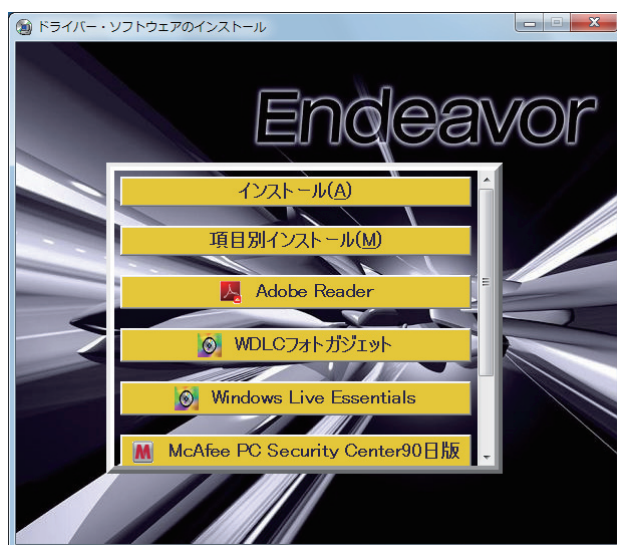 ドライバー・ソフトウェアのインストール
Endeavor
インストール(A)
項目別インストール(M)
Adobe Reader
WDLCフォトガジェット
Windows Live Essentials
McAfee PC Security Center90日版